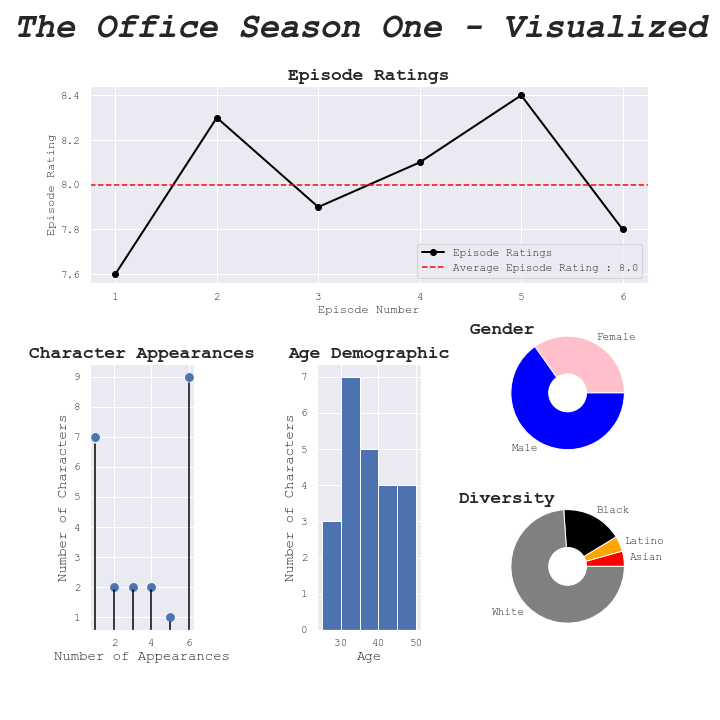 The Office Season One - Visualized
Episode Ratings
Episode Rating
8.4
8.2
8.0
7.8
7.6
Episode Ratings
Average Episode Rating : 8.0
1 2 3 4 5 6
Episode Number
Character Appearances
Number of Characters
9
8
7
6
5
4
3
2
1
2 4 6
Number of Appearances
Age Demographic
Number of Characters
7
6
5
4
3
2
1
0
30 40 50
Age
Gender
Female
Male
Diversity
Black
Latino
Asian
White